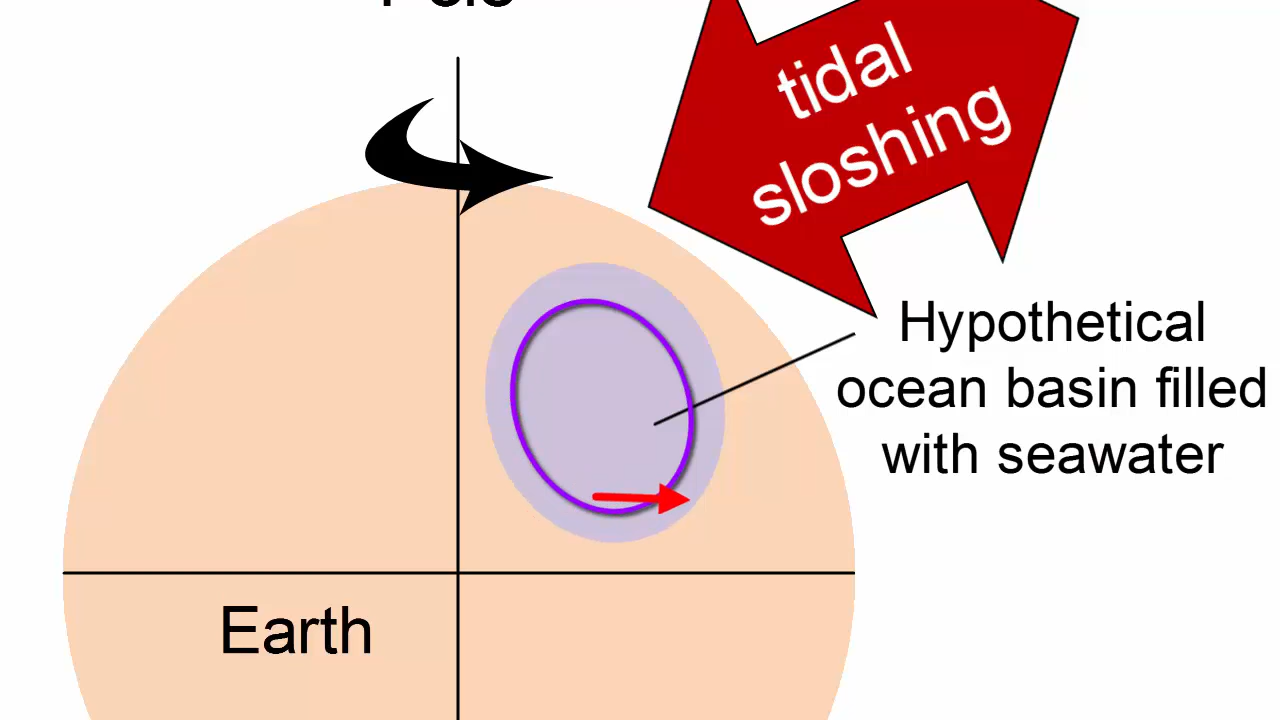 tidal
sloshing
Hypothetical
ocean basin filled
with seawater
Earth